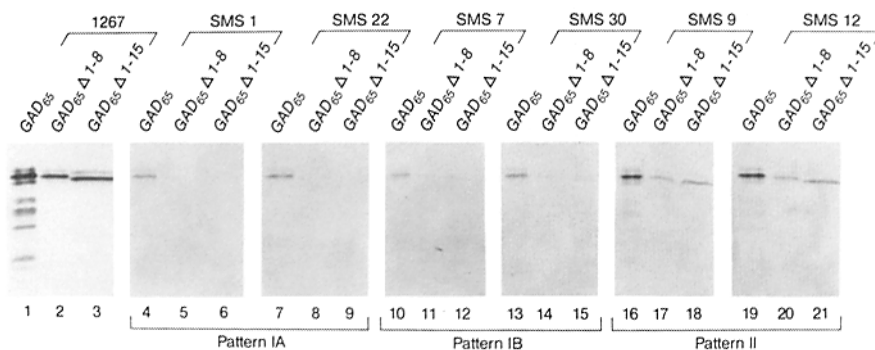 1267 SMS 1 SMS 22 SMS 7 SMS 30 SMS 9 SMS 12
GAD65 GAD65 Δ 1-8 GAD65 Δ 1-15 GAD65 GAD65 Δ 1-8 GAD65 Δ 1-15 GAD65 GAD65 Δ 1-8 GAD65 Δ 1-15 GAD65 GAD65 Δ 1-8 GAD65 Δ 1-15 GAD65 GAD65 Δ 1-8 GAD65 Δ 1-15 GAD65 GAD65 Δ 1-8 GAD65 Δ 1-15 GAD65 GAD65 Δ 1-8 GAD65 Δ 1-15
1 2 3 4 5 6 7 8 9 10 11 12 13 14 15 16 17 18 19 20 21
Pattern IA Pattern IB Pattern II